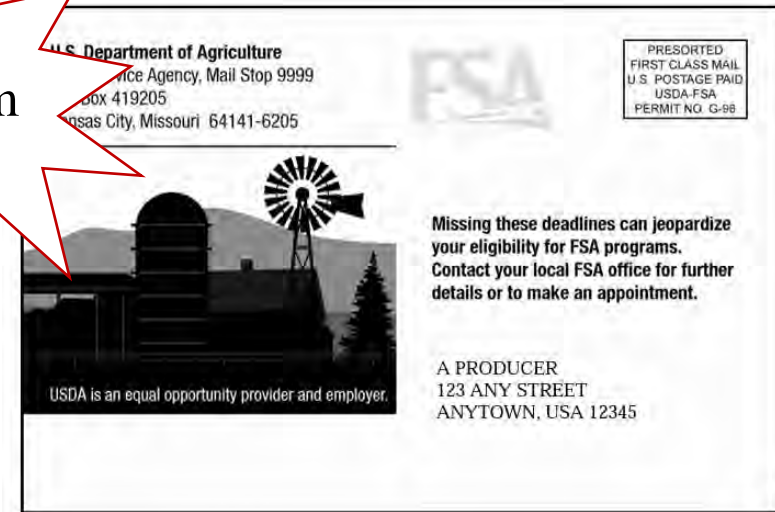 U.S. Department of Agriculture
vice Agency, Mail Stop 9999
Box 419205
nsas City, Missouri 64141-6205
m
FSA
PRESORTED
FIRST CLASS MAIL
U.S. POSTAGE PAID
USDA-FSA
PERMIT NO. G-96
Missing these deadlines can jeopardize
your eligibility for FSA programs.
Contact your local FSA office for further
details or to make an appointment.
A PRODUCER
123 ANY STREET
ANYTOWN, USA 12345
USDA is an equal opportunity provider and employer.